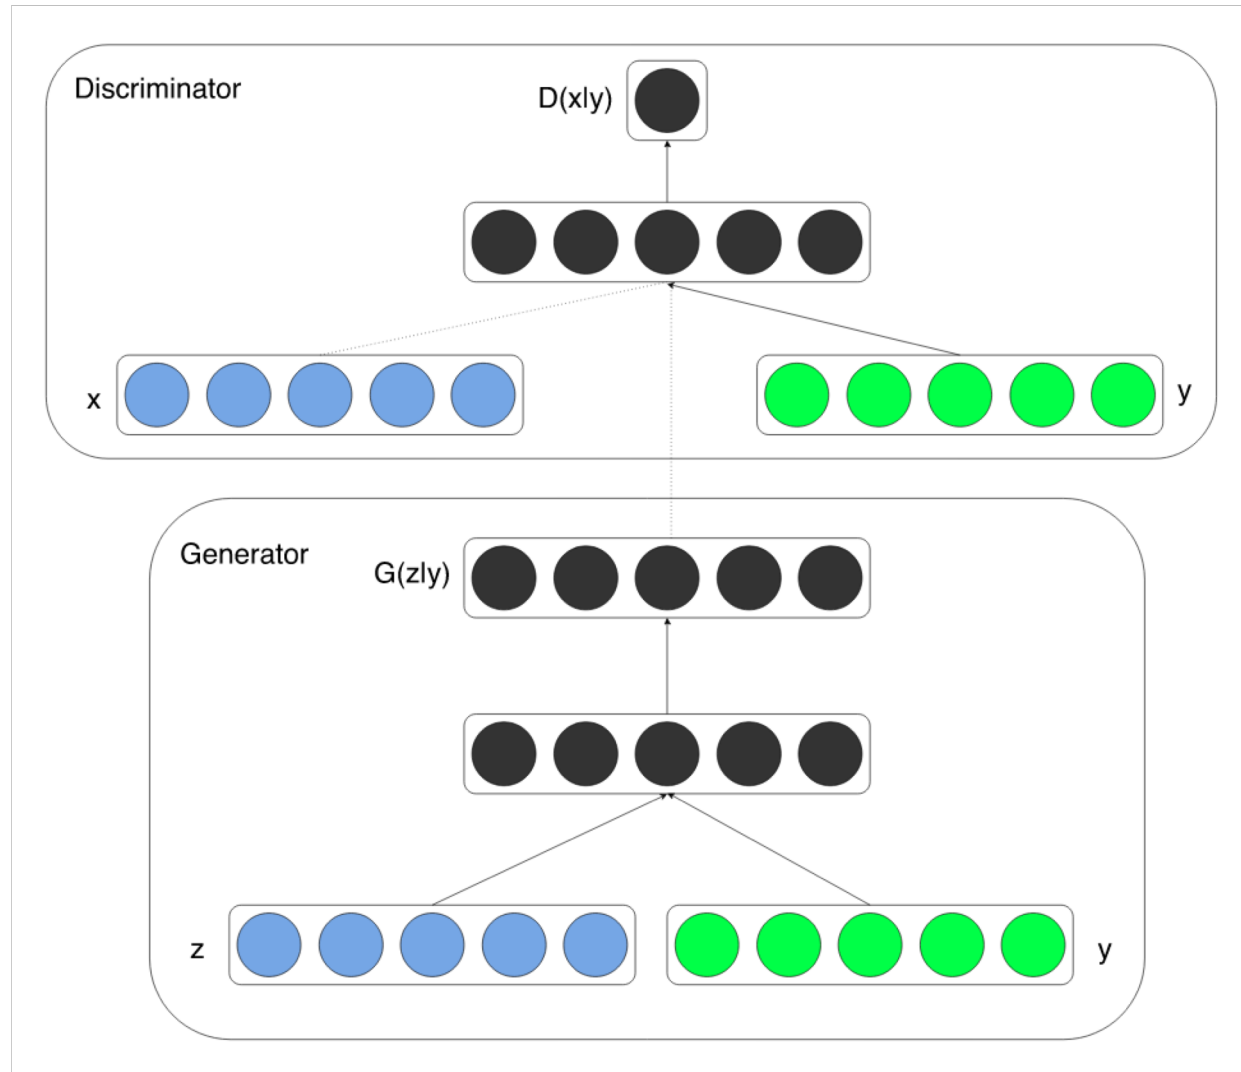 Discriminator
D(x|y)
x
y
Generator
G(z|y)
z
y